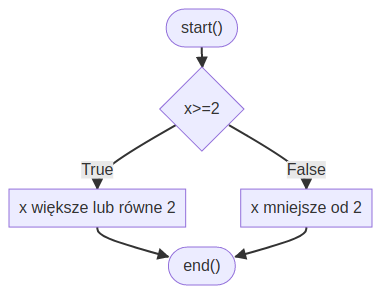 start()
x>=2
True
False
x większe lub równe 2
x mniejsze od 2
end()